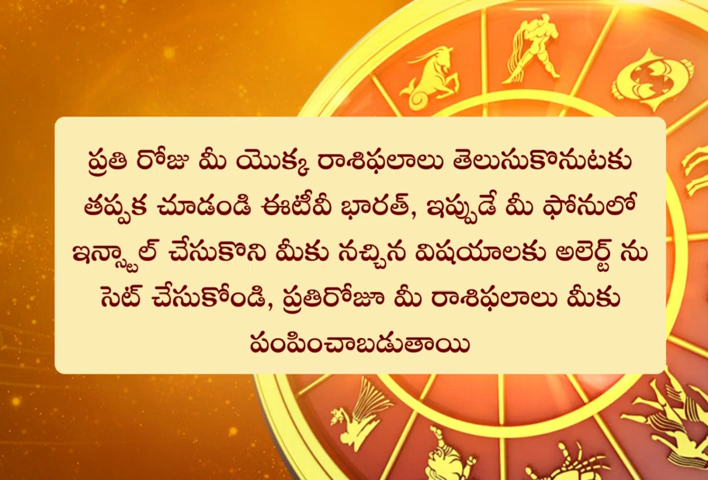 ప్రతి రోజు మీ యొక్క రాశిఫలాలు తెలుసుకొనుటకు
తప్పక చూడండి ఈటీవీ భారత్, ఇప్పుడే మీ ఫోనులో
ఇన్స్టాల్ చేసుకొని మీకు నచ్చిన విషయాలకు అలెర్ట్ ను
సెట్ చేసుకోండి, ప్రతిరోజూ మీ రాశిఫలాలు మీకు
పంపించాబడుతాయి